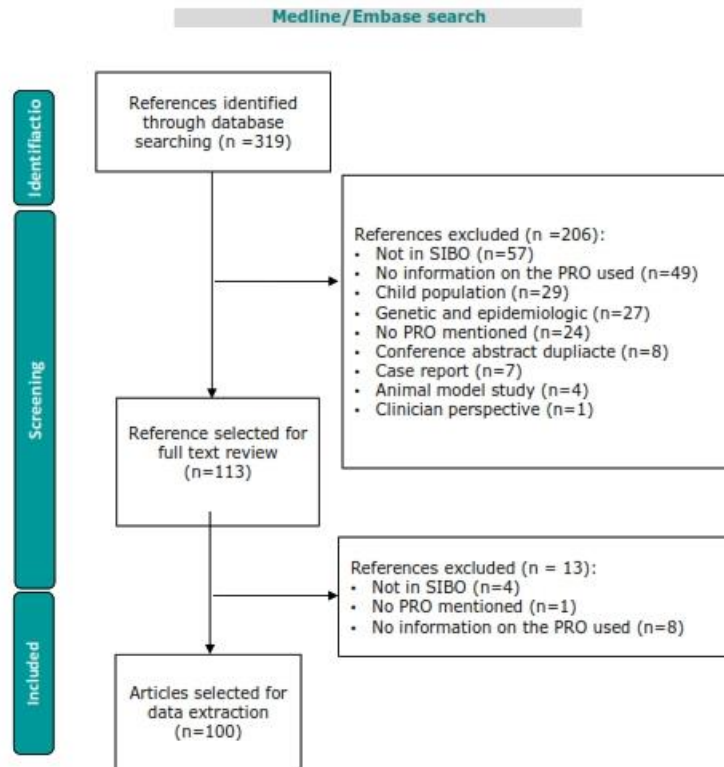 Medline/Embase search
Identifiactio
References identified
through database
searching (n =319)
Screening
References excluded (n =206):
• Not in SIBO (n=57)
• No information on the PRO used (n=49)
• Child population (n=29)
• Genetic and epidemiologic (n=27)
• No PRO mentioned (n=24)
• Conference abstract dupliacte (n=8)
• Case report (n=7)
• Animal model study (n=4)
• Clinician perspective (n=1)
Reference selected for
full text review
(n=113)
References excluded (n = 13):
• Not in SIBO (n=4)
• No PRO mentioned (n=1)
• No information on the PRO used (n=8)
Included
Articles selected for
data extraction
(n=100)